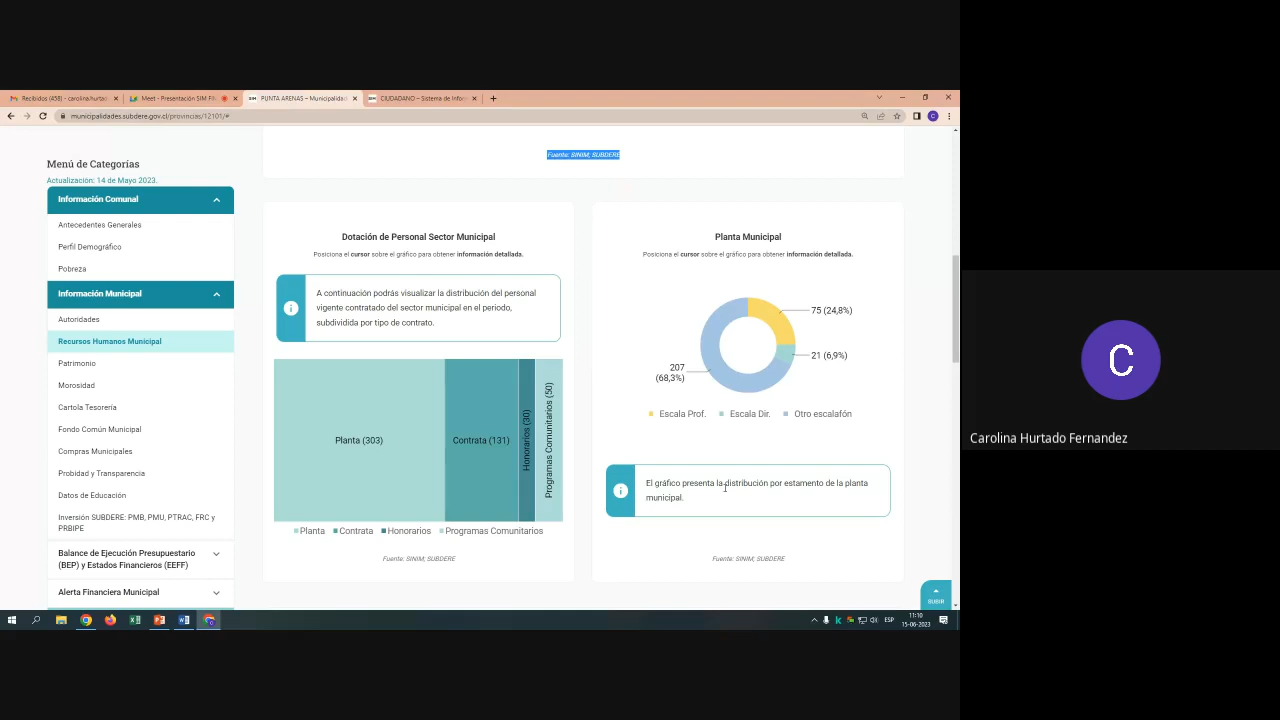 Recibidos (458) - carolina.hurta
Meet - Presentación SIM Fil
SIM
PUNTA ARENAS – Municipalidad
SIM
CIUDADANO – Sistema de Infor
municipalidades.subdere.gov.cl/provincias/12101/#
C
Menú de Categorías
Actualización: 14 de Mayo 2023.
Información Comunal
Antecedentes Generales
Perfil Demográfico
Pobreza
Información Municipal
Autoridades
Recursos Humanos Municipal
Patrimonio
Morosidad
Cartola Tesorería
Fondo Común Municipal
Compras Municipales
Probidad y Transparencia
Datos de Educación
Inversión SUBDERE: PMB, PMU, PTRAC, FRC y
PRBIPE
Balance de Ejecución Presupuestario
(BEP) y Estados Financieros (EEFF)
Alerta Financiera Municipal
Fuente: SINIM; SUBDERE
Dotación de Personal Sector Municipal
Posiciona el cursor sobre el gráfico para obtener información detallada.
A continuación podrás visualizar la distribución del personal
vigente contratado del sector municipal en el periodo,
subdividida por tipo de contrato.
Planta (303)
Contrata (131)
Honorarios (30)
Programas Comunitarios (50)
Planta
Contrata
Honorarios
Programas Comunitarios
Fuente: SINIM; SUBDERE
Planta Municipal
Posiciona el cursor sobre el gráfico para obtener información detallada.
75 (24,8%)
21 (6,9%)
207
(68,3%)
Escala Prof.
Escala Dir.
Otro escalafón
El gráfico presenta la distribución por estamento de la planta
municipal.
Fuente: SINIM; SUBDERE
SUBIR
ESP
11:10
15-06-2023
C
Carolina Hurtado Fernandez